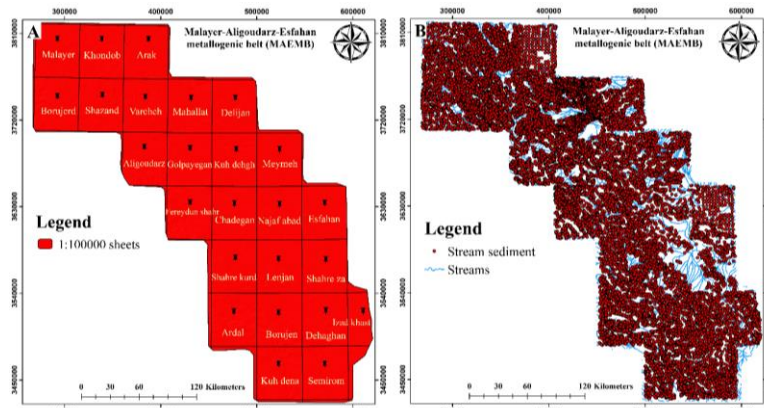 300000 400000 500000 600000
A
Malayer-Aligoudarz-Esfahan
metallogenic belt (MAEMB)
3810000
3720000
3630000
3540000
3450000
Malayer Khondob Arak
Borujerd Shazand Varcheh Mahallat Delijan
Aligoudarz Golpayegan Kuh dehgh Meymeh
Fereydun shahr Chadegan Najaf abad Esfahan
Shahre kurd Lenjan Shahre za
Ardal Borujen Dehaghan Izad khast
Kuh dena Semirom
Legend
1:100000 sheets
0 30 60 120 Kilometers
300000 400000 500000 600000
B
Malayer-Aligoudarz-Esfahan
metallogenic belt (MAEMB)
3810000
3720000
3630000
3540000
3450000
Legend
Stream sediment
Streams
0 30 60 120 Kilometers